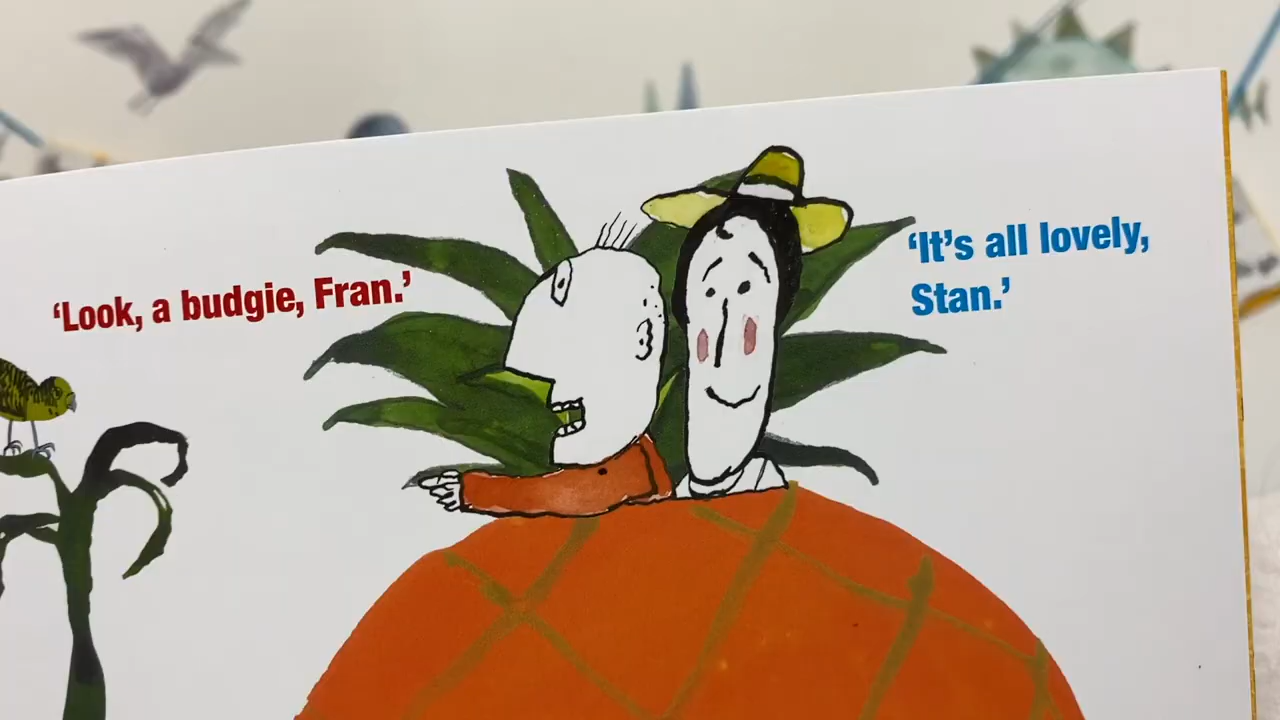 ‘Look, a budgie, Fran.’
‘It’s all lovely,
Stan.’